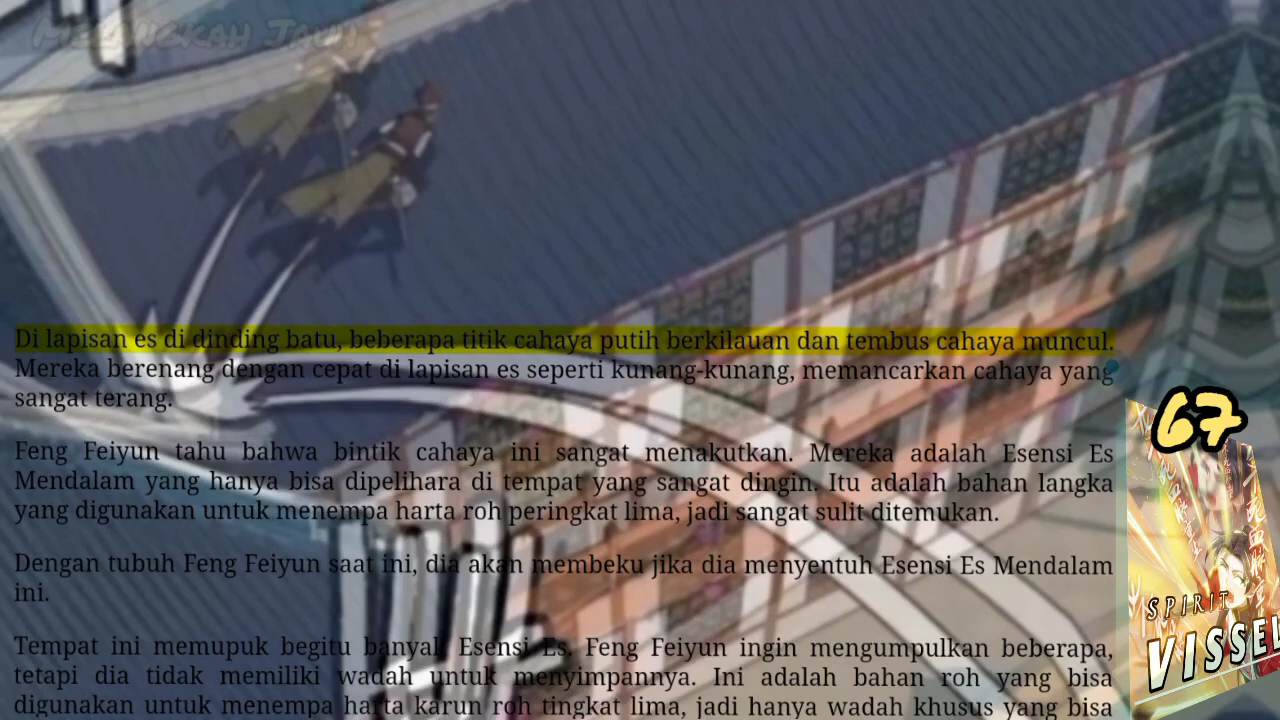 Melangkah Jauh
Di lapisan es di dinding batu, beberapa titik cahaya putih berkilauan dan tembus cahaya muncul.
Mereka berenang dengan cepat di lapisan es seperti kunang-kunang, memancarkan cahaya yang
sangat terang.
Feng Feiyun tahu bahwa bintik cahaya ini sangat menakutkan. Mereka adalah Esensi Es
Mendalam yang hanya bisa dipelihara di tempat yang sangat dingin. Itu adalah bahan langka
yang digunakan untuk menempa harta roh peringkat lima, jadi sangat sulit ditemukan.
Dengan tubuh Feng Feiyun saat ini, dia akan membeku jika dia menyentuh Esensi Es Mendalam
ini.
Tempat ini memupuk begitu banyak Esensi Es. Feng Feiyun ingin mengumpulkan beberapa,
tetapi dia tidak memiliki wadah untuk menyimpannya. Ini adalah bahan roh yang bisa
digunakan untuk menempa harta karun roh tingkat lima, jadi hanya wadah khusus yang bisa
67
SPIRIT
VISSEL